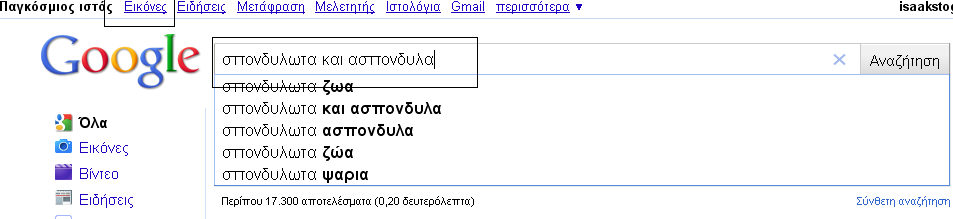 Παγκόσμιος ιστός Εικόνες Ειδήσεις Μετάφραση Μελετητής Ιστολόγια Gmail περισσότερα ▼ isaakstog
Google
σπονδυλωτα και ασπονδυλα Αναζήτηση
σπονδυλωτα ζωα
σπονδυλωτα και ασπονδυλα
σπονδυλωτα ασπονδυλα
σπονδυλωτα ζώα
σπονδυλωτα ψαρια
Όλα
Εικόνες
Βίντεο
Ειδήσεις
Περίπου 17.300 αποτελέσματα (0,20 δευτερόλεπτα) Σύνθετη αναζήτηση